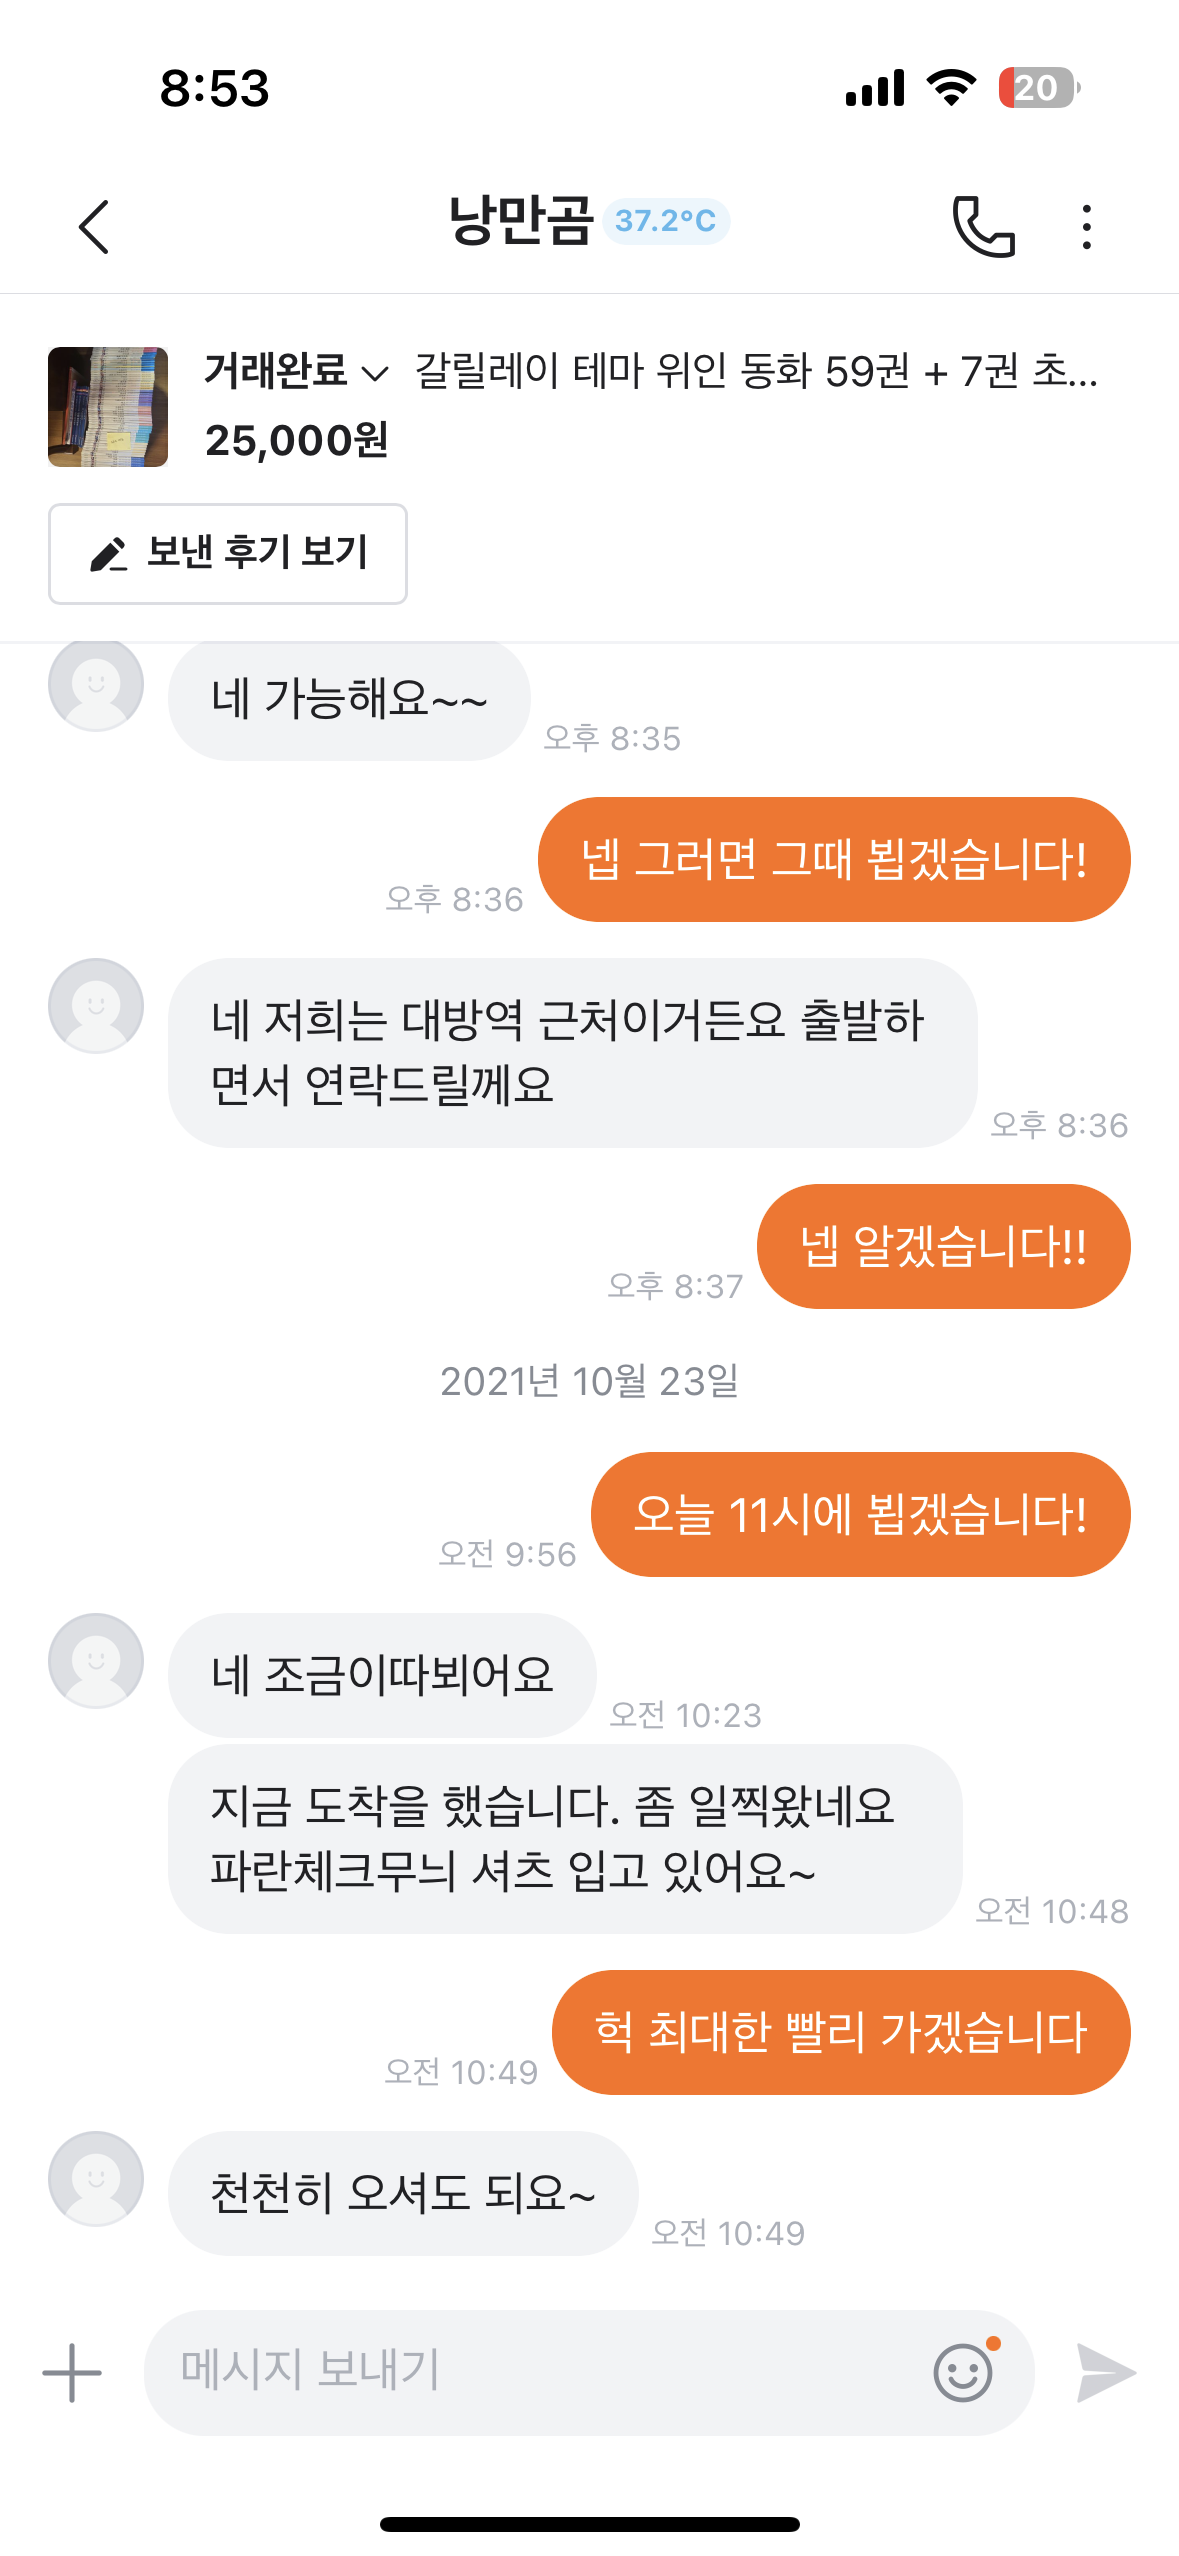 8:53
20
낭만곰 37.2°C
거래완료 갈릴레이 테마 위인 동화 59권 + 7권 초...
25,000원
보낸 후기 보기
네 가능해요~~
오후 8:35
넵 그러면 그때 뵙겠습니다!
오후 8:36
네 저희는 대방역 근처이거든요 출발하
면서 연락드릴께요
오후 8:36
넵 알겠습니다!!
오후 8:37
2021년 10월 23일
오늘 11시에 뵙겠습니다!
오전 9:56
네 조금이따뵈어요
오전 10:23
지금 도착을 했습니다. 좀 일찍왔네요
파란체크무늬 셔츠 입고 있어요~
오전 10:48
헉 최대한 빨리 가겠습니다
오전 10:49
천천히 오셔도 되요~
오전 10:49
메시지 보내기